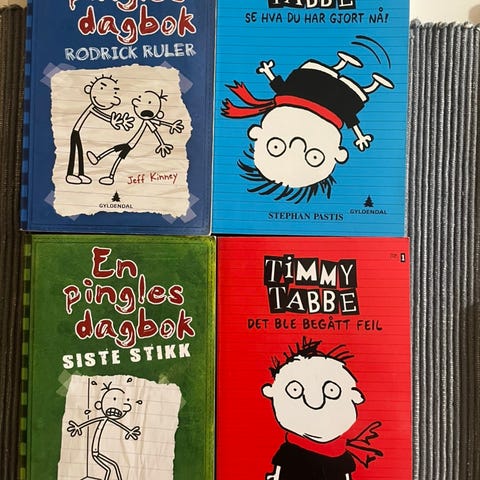 pingles
dagbok
RODRICK RULER
Jeff Kinney
GYLDENDAL
TABBE
SE HVA DU HAR GJORT NÅ!
STEPHAN PASTIS
GYLDENDAL
En
pingles
dagbok
SISTE STIKK
TIMMY
TABBE
DET BLE BEGÅTT FEIL